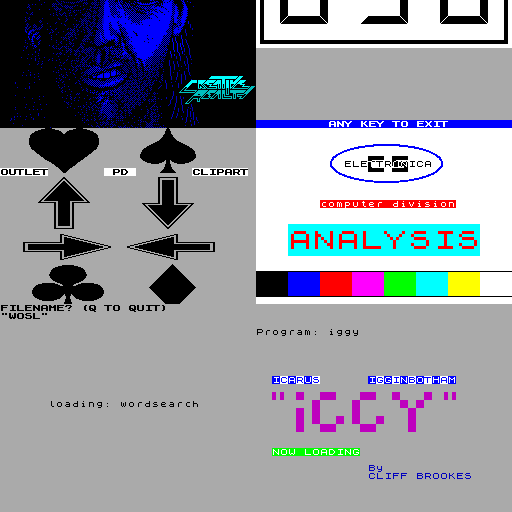 CREATIVE
REALITY
ANY KEY TO EXIT
OUTLET PD CLIPART
FILENAME? (Q TO QUIT)
"WOSL"
ELETTRONICA
computer division
ANALYSIS
loading: wordsearch
Program: iggy
ICARUS IGGINBOTHAM
"iGGY"
NOW LOADING
By
CLIFF BROOKES